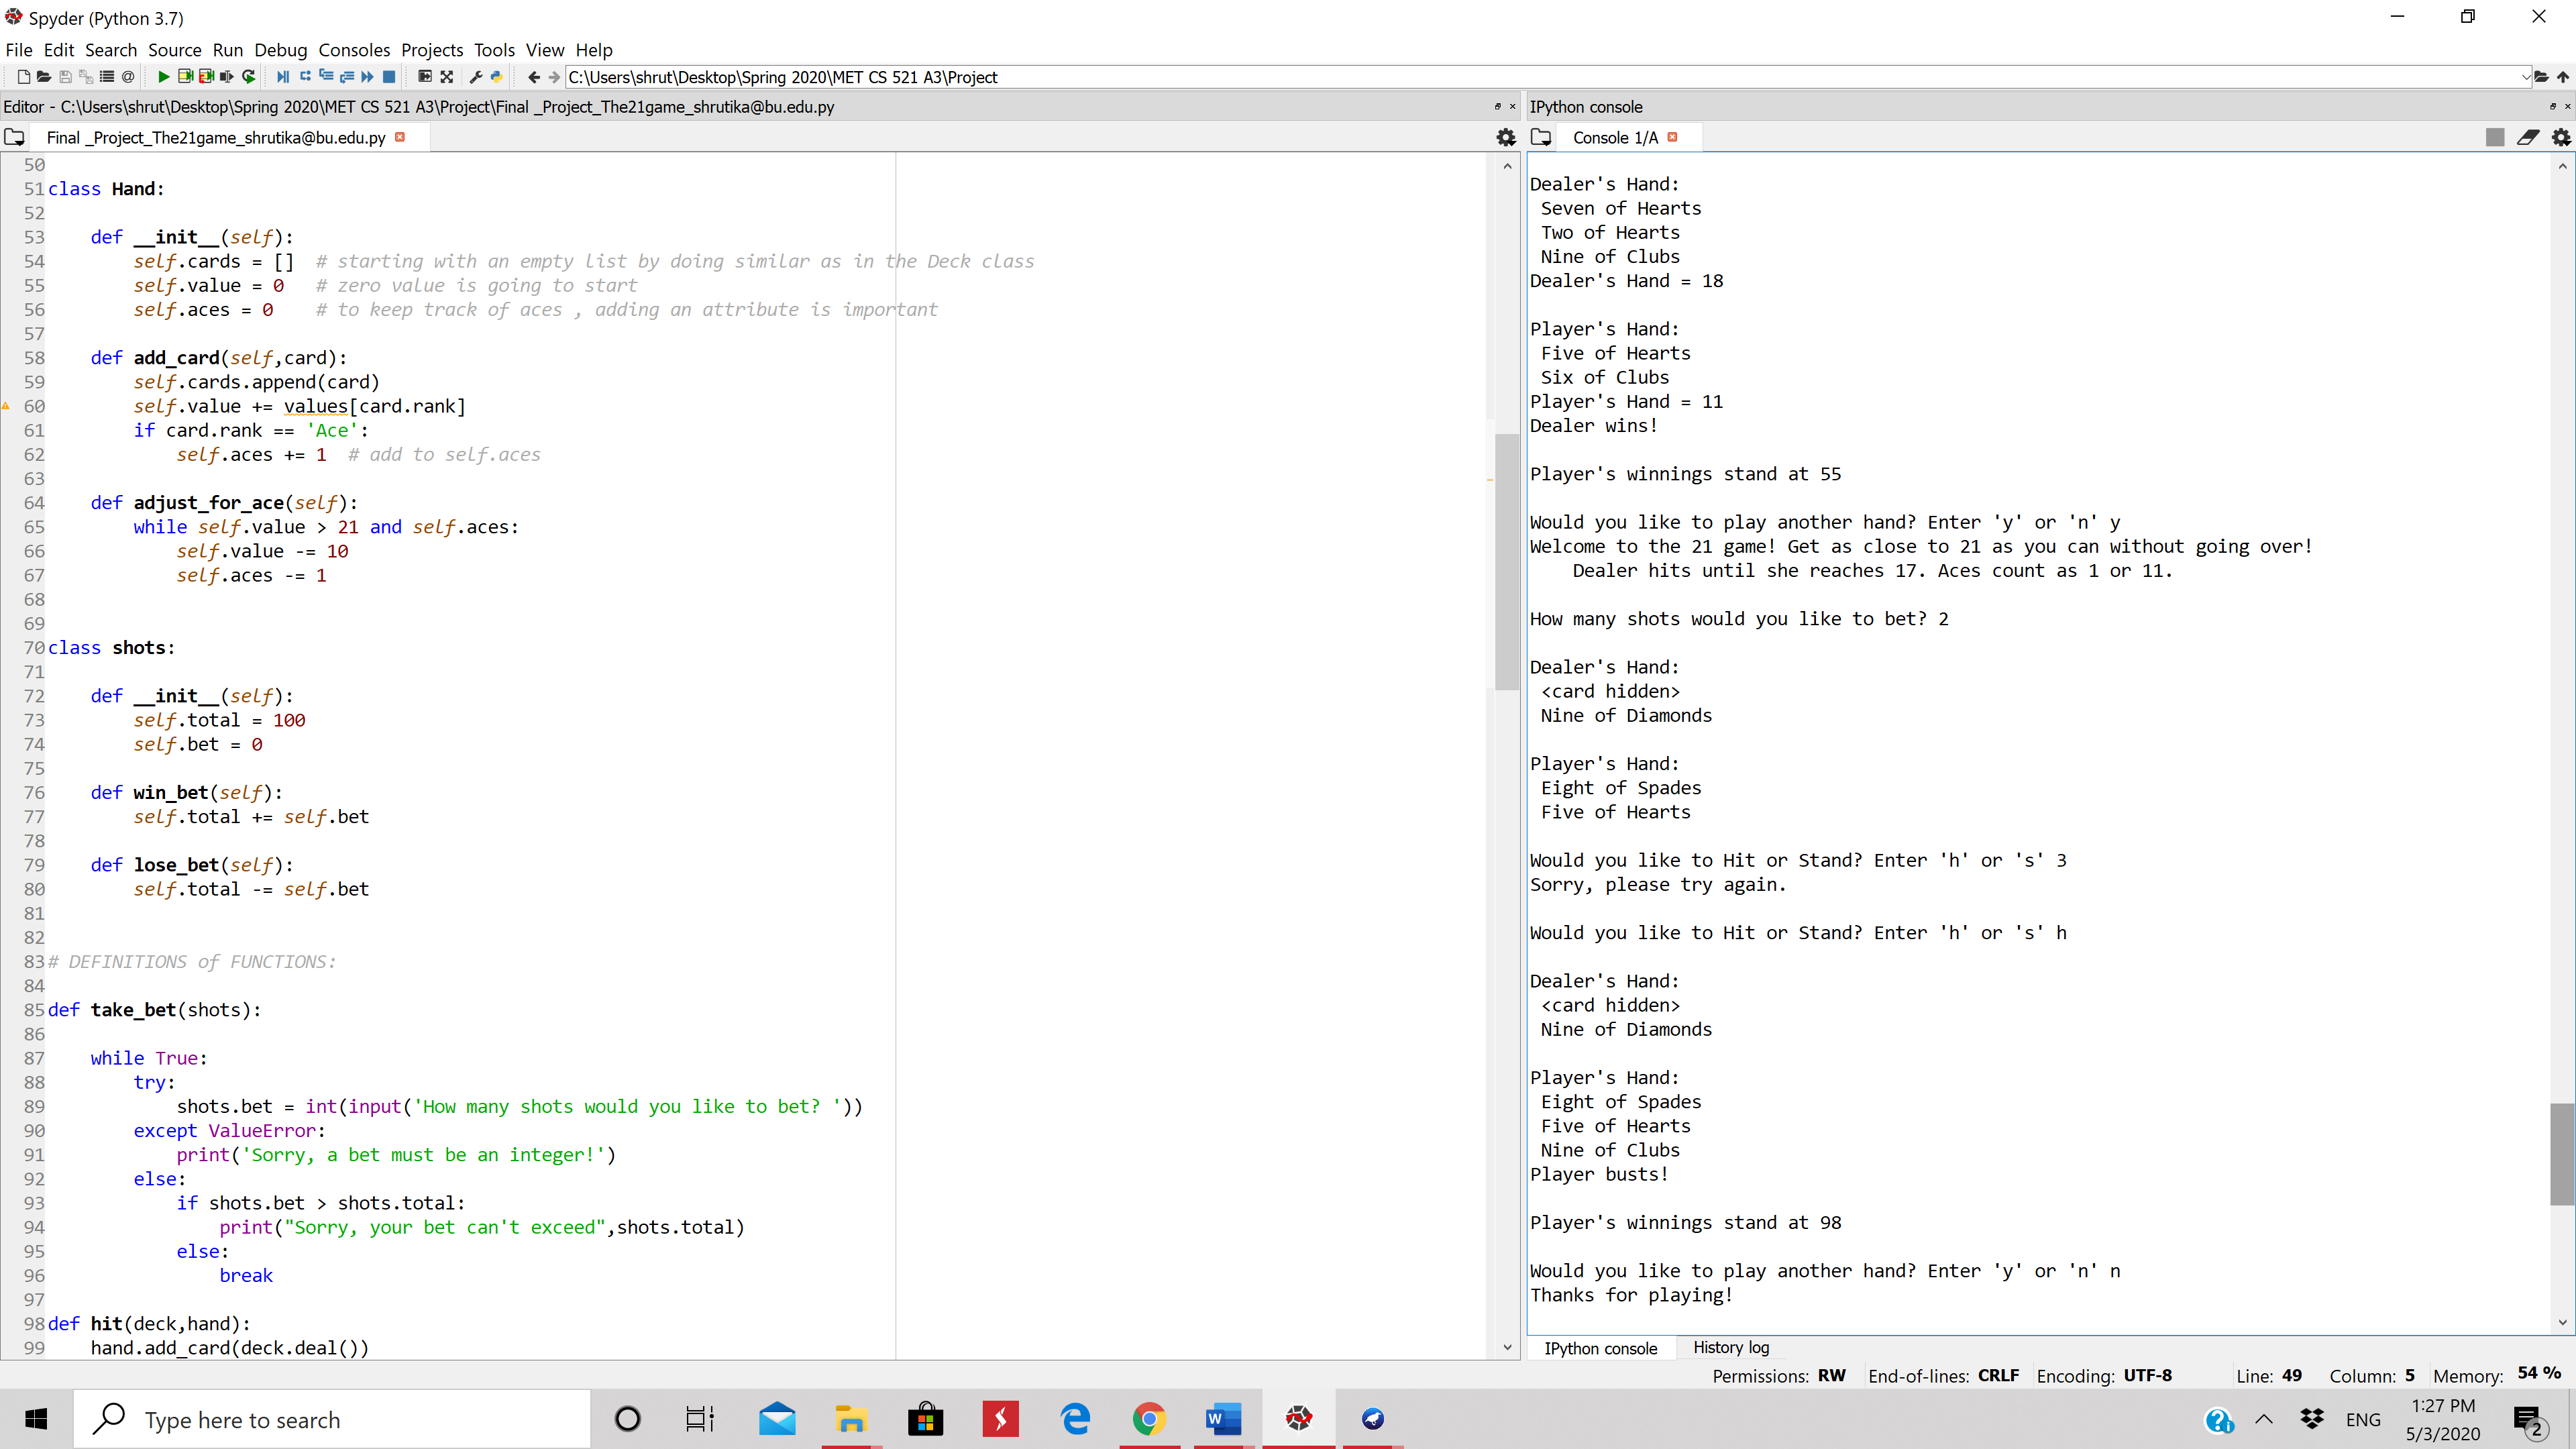 Spyder (Python 3.7)
File Edit Search Source Run Debug Consoles Projects Tools View Help
C:\Users\shrut\Desktop\Spring 2020\MET CS 521 A3\Project
Editor - C:\Users\shrut\Desktop\Spring 2020\MET CS 521 A3\Project\Final _Project_The21game_shrutika@bu.edu.py
Final _Project_The21game_shrutika@bu.edu.py
50
51 class Hand:
52
53     def __init__(self):
54         self.cards = []  # starting with an empty list by doing similar as in the Deck class
55         self.value = 0   # zero value is going to start
56         self.aces = 0    # to keep track of aces , adding an attribute is important
57
58     def add_card(self,card):
59         self.cards.append(card)
60         self.value += values[card.rank]
61         if card.rank == 'Ace':
62             self.aces += 1  # add to self.aces
63
64     def adjust_for_ace(self):
65         while self.value > 21 and self.aces:
66             self.value -= 10
67             self.aces -= 1
68
69
70 class shots:
71
72     def __init__(self):
73         self.total = 100
74         self.bet = 0
75
76     def win_bet(self):
77         self.total += self.bet
78
79     def lose_bet(self):
80         self.total -= self.bet
81
82
83 # DEFINITIONS of FUNCTIONS:
84
85 def take_bet(shots):
86
87     while True:
88         try:
89             shots.bet = int(input('How many shots would you like to bet? '))
90         except ValueError:
91             print('Sorry, a bet must be an integer!')
92         else:
93             if shots.bet > shots.total:
94                 print("Sorry, your bet can't exceed",shots.total)
95             else:
96                 break
97
98 def hit(deck,hand):
99     hand.add_card(deck.deal())
IPython console
Console 1/A
Dealer's Hand:
Seven of Hearts
Two of Hearts
Nine of Clubs
Dealer's Hand = 18
Player's Hand:
Five of Hearts
Six of Clubs
Player's Hand = 11
Dealer wins!
Player's winnings stand at 55
Would you like to play another hand? Enter 'y' or 'n' y
Welcome to the 21 game! Get as close to 21 as you can without going over!
Dealer hits until she reaches 17. Aces count as 1 or 11.
How many shots would you like to bet? 2
Dealer's Hand:
<card hidden>
Nine of Diamonds
Player's Hand:
Eight of Spades
Five of Hearts
Would you like to Hit or Stand? Enter 'h' or 's' 3
Sorry, please try again.
Would you like to Hit or Stand? Enter 'h' or 's' h
Dealer's Hand:
<card hidden>
Nine of Diamonds
Player's Hand:
Eight of Spades
Five of Hearts
Nine of Clubs
Player busts!
Player's winnings stand at 98
Would you like to play another hand? Enter 'y' or 'n' n
Thanks for playing!
IPython console History log
Permissions: RW End-of-lines: CRLF Encoding: UTF-8 Line: 49 Column: 5 Memory: 54 %
Type here to search
ENG
1:27 PM
5/3/2020
2